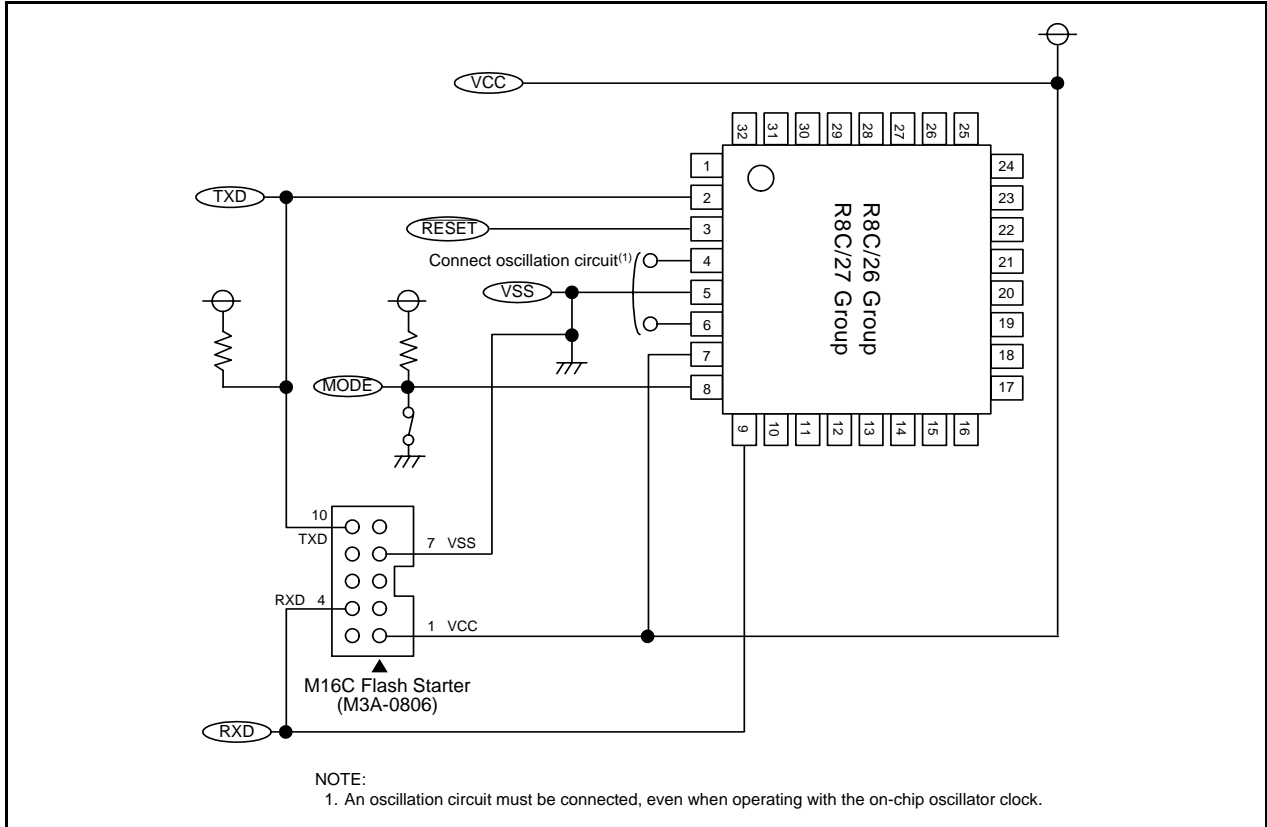 VCC
32
31
30
29
28
27
26
25
1
2
3
4
5
6
7
8
24
23
22
21
20
19
18
17
9
10
11
12
13
14
15
16
R8C/26 Group
R8C/27 Group
TXD
RESET
Connect oscillation circuit(1)
VSS
MODE
10
TXD
7 VSS
RXD 4
1 VCC
M16C Flash Starter
(M3A-0806)
RXD
NOTE:
1. An oscillation circuit must be connected, even when operating with the on-chip oscillator clock.